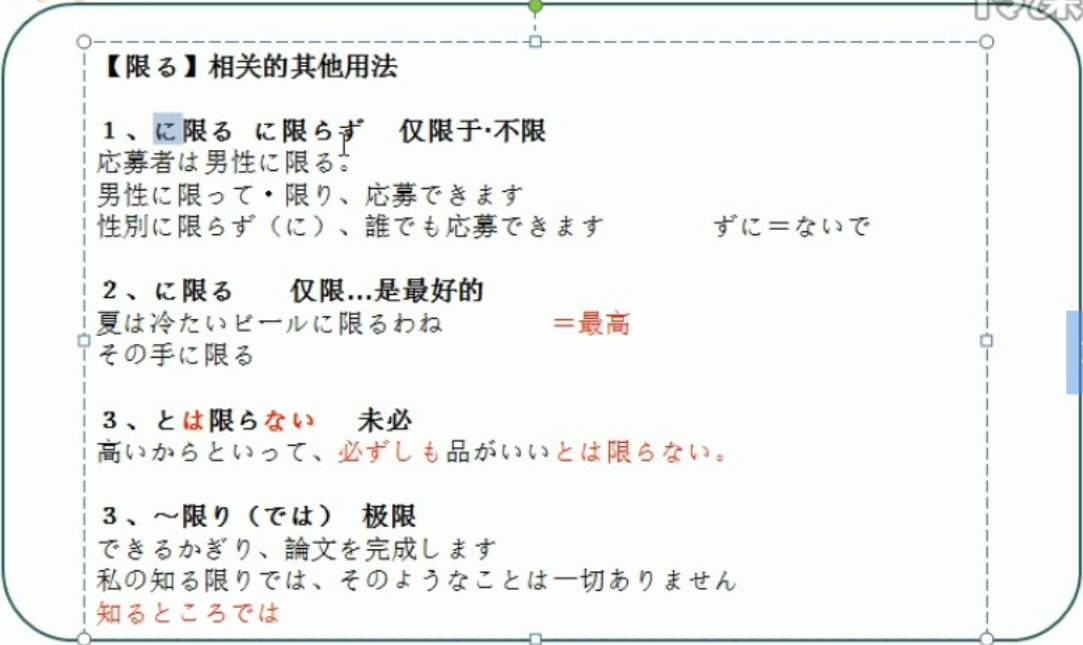 【限る】相关的其他用法
1、に限る に限らず 仅限于·不限
応募者は男性に限る。
男性に限って・限り、応募できます
性別に限らず（に）、誰でも応募できます ずに＝ないで
2、に限る 仅限…是最好的
夏は冷たいビールに限るわね ＝最高
その手に限る
3、とは限らない 未必
高いからといって、必ずしも品がいいとは限らない。
3、～限り（では） 极限
できるかぎり、論文を完成します
私の知る限りでは、そのようなことは一切ありません
知るところでは